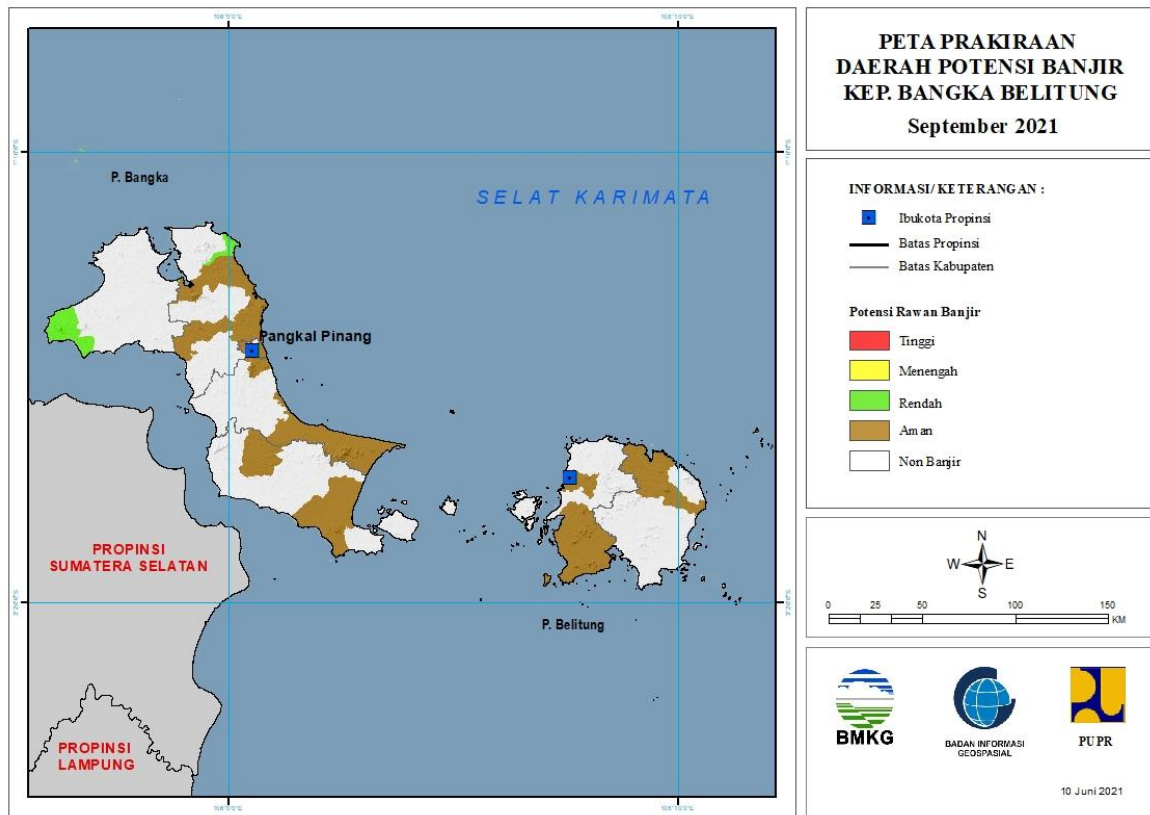 PETA PRAKIRAAN
DAERAH POTENSI BANJIR
KEP. BANGKA BELITUNG
September 2021
P. Bangka
SELAT KARIMATA
Pangkal Pinang
PROPINSI
SUMATERA SELATAN
P. Belitung
PROPINSI
LAMPUNG
INFORMASI/ KETERANGAN :
Ibukota Propinsi
Batas Propinsi
Batas Kabupaten
Potensi Rawan Banjir
Tinggi
Menengah
Rendah
Aman
Non Banjir
N
W E
S
0 25 50 100 150
KM
BMKG
BADAN INFORMASI
GEOSPASIAL
PUPR
10 Juni 2021